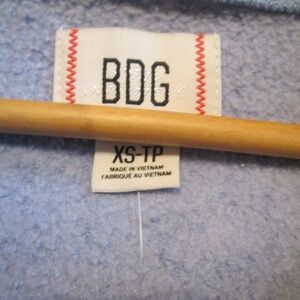 BDG
XS-TP
MADE IN VIETNAM
FABRIQUÉ AU VIETNAM